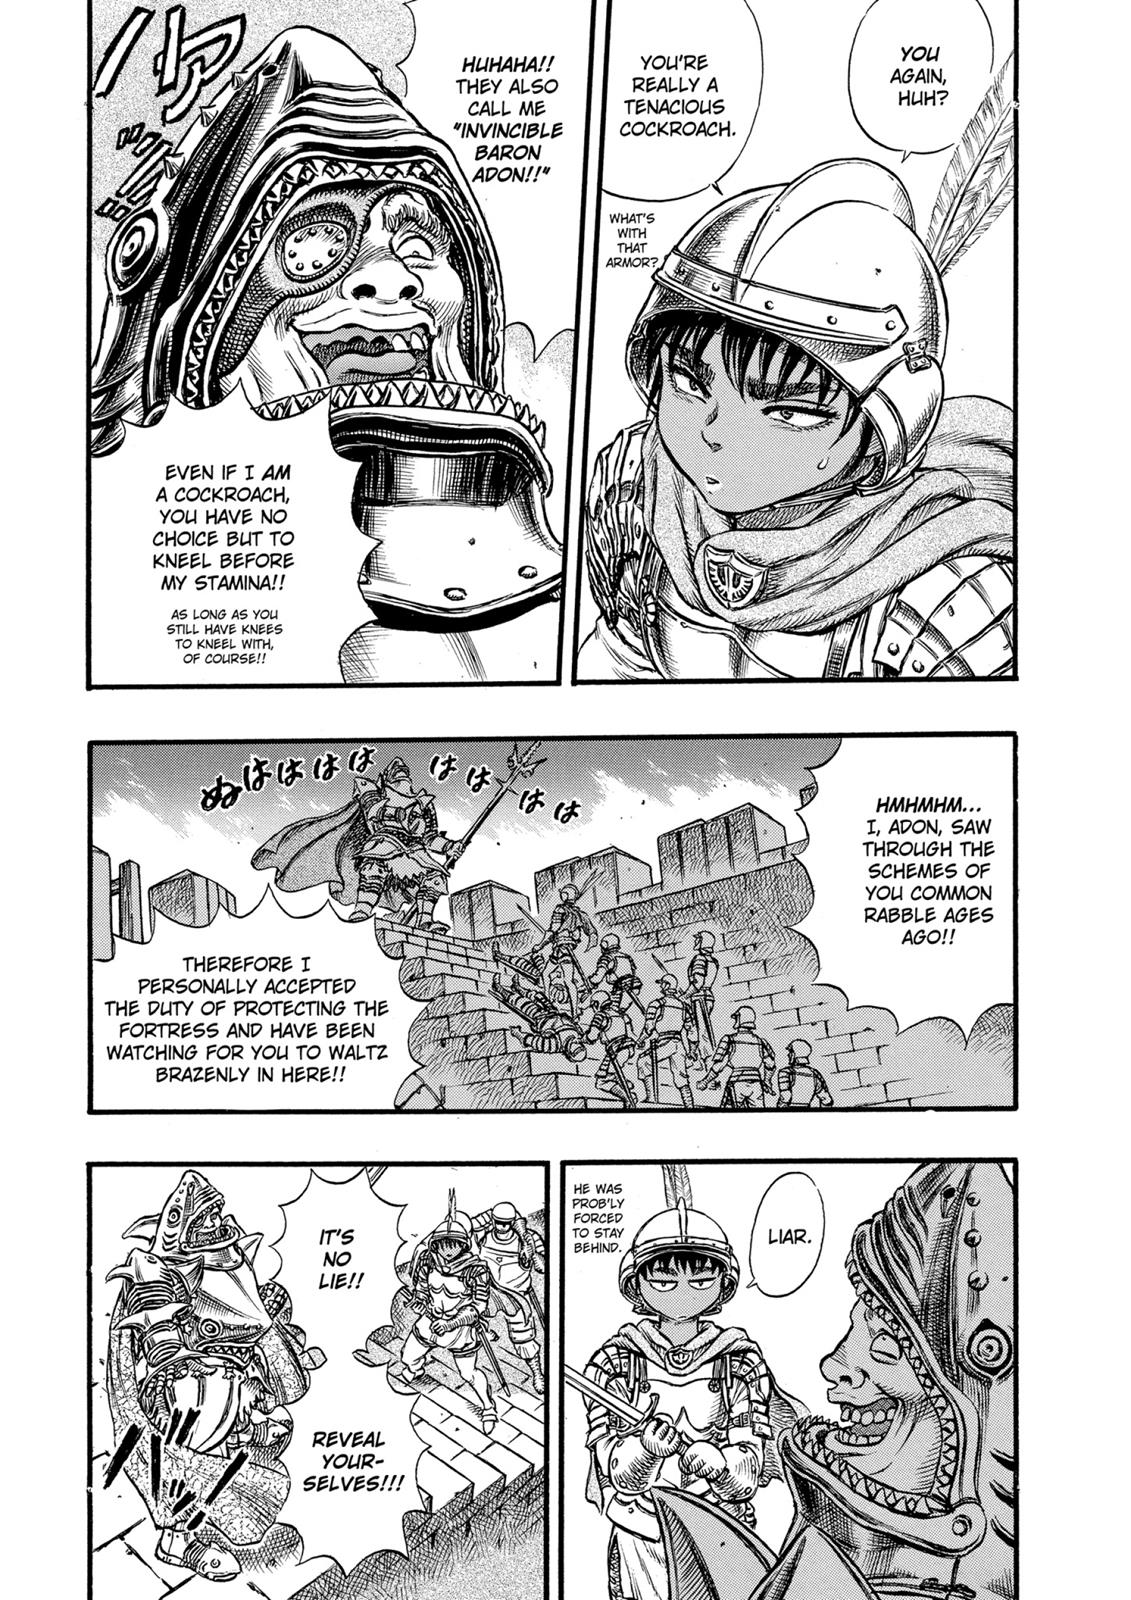 YOU
AGAIN,
HUH?
YOU'RE
REALLY A
TENACIOUS
COCKROACH.
WHAT'S
WITH
THAT
ARMOR?
HUHAHA!!
THEY ALSO
CALL ME
"INVINCIBLE
BARON
ADON!!"
ハァ
EVEN IF I AM
A COCKROACH,
YOU HAVE NO
CHOICE BUT TO
KNEEL BEFORE
MY STAMINA!!
AS LONG AS YOU
STILL HAVE KNEES
TO KNEEL WITH,
OF COURSE!!
HMHMHM...
I, ADON, SAW
THROUGH THE
SCHEMES OF
YOU COMMON
RABBLE AGES
AGO!!
ぬはははは
はははは
THEREFORE I
PERSONALLY ACCEPTED
THE DUTY OF PROTECTING THE
FORTRESS AND HAVE BEEN
WATCHING FOR YOU TO WALTZ
BRAZENLY IN HERE!!
LIAR.
HE WAS
PROB'LY
FORCED
TO STAY
BEHIND.
IT'S
NO
LIE!!
REVEAL
YOUR-
SELVES!!!